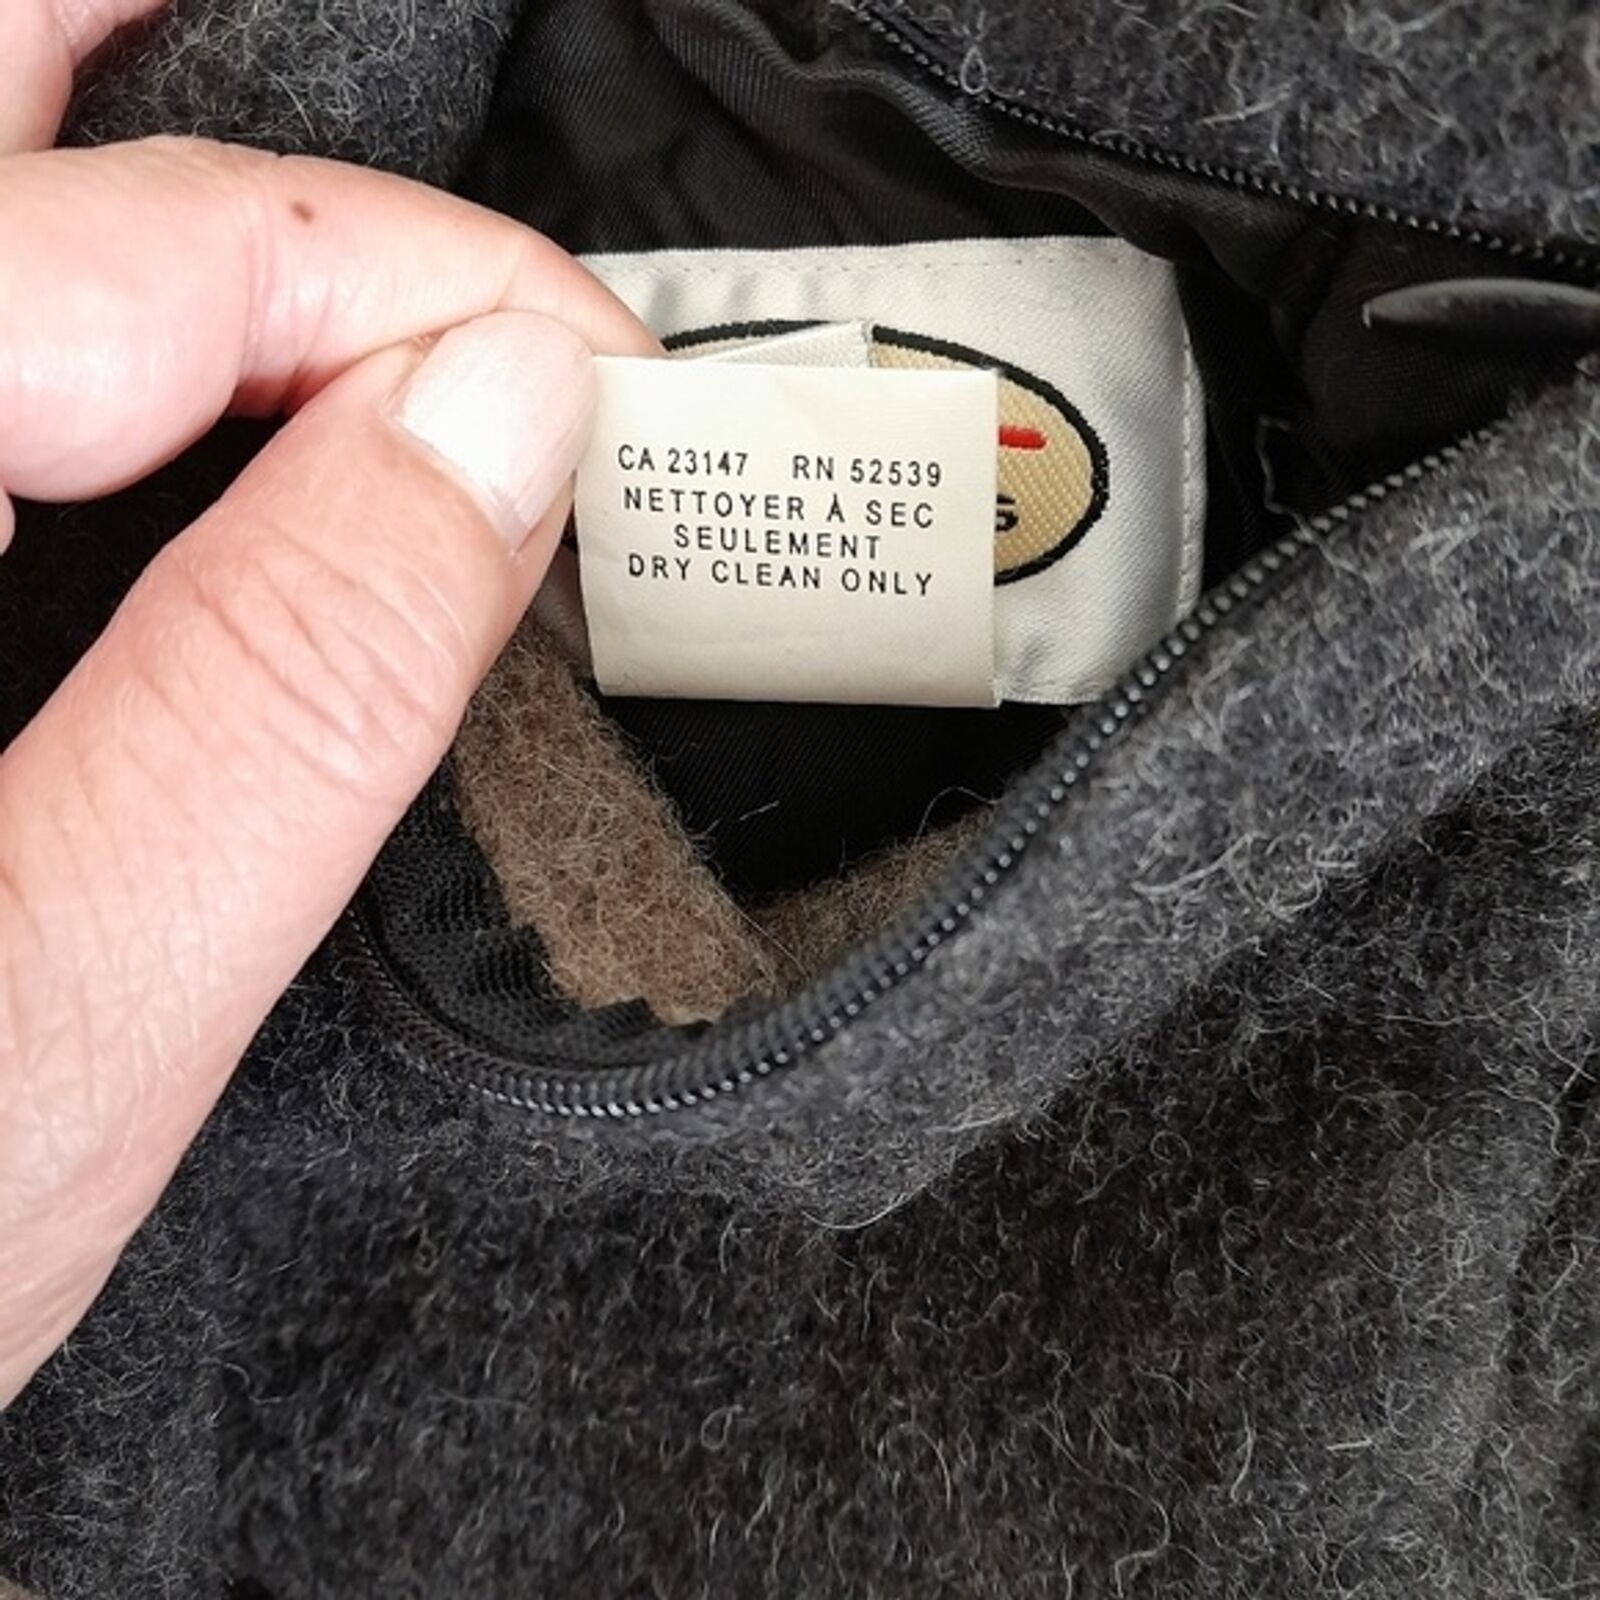 CA 23147 RN 52539
NETTOYER À SEC
SEULEMENT
DRY CLEAN ONLY